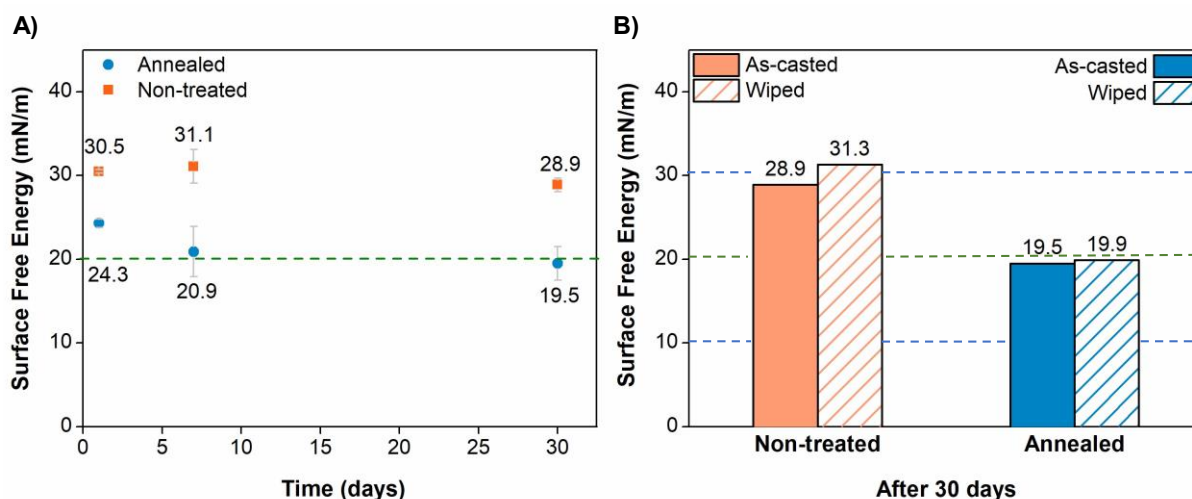 A)
Surface Free Energy (mN/m)
40
30
20
10
0
Annealed
Non-treated
30.5
31.1
28.9
24.3
20.9
19.5
0
5
10
15
20
25
30
Time (days)
B)
Surface Free Energy (mN/m)
40
30
20
10
0
As-casted
Wiped
As-casted
Wiped
28.9
31.3
19.5
19.9
Non-treated
Annealed
After 30 days